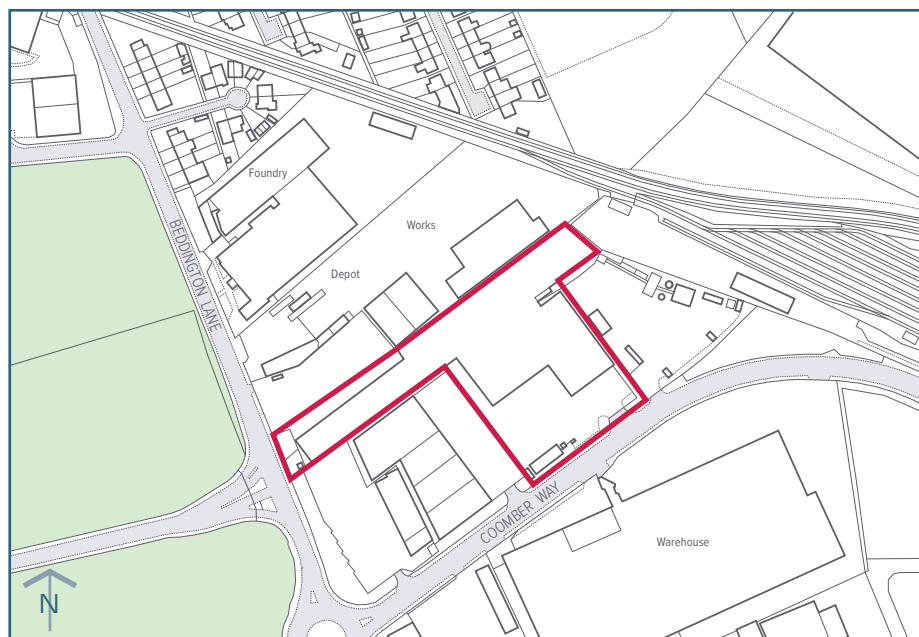 Foundry
Works
BEDDINGTON LANE
Depot
COOMBER WAY
Warehouse
N